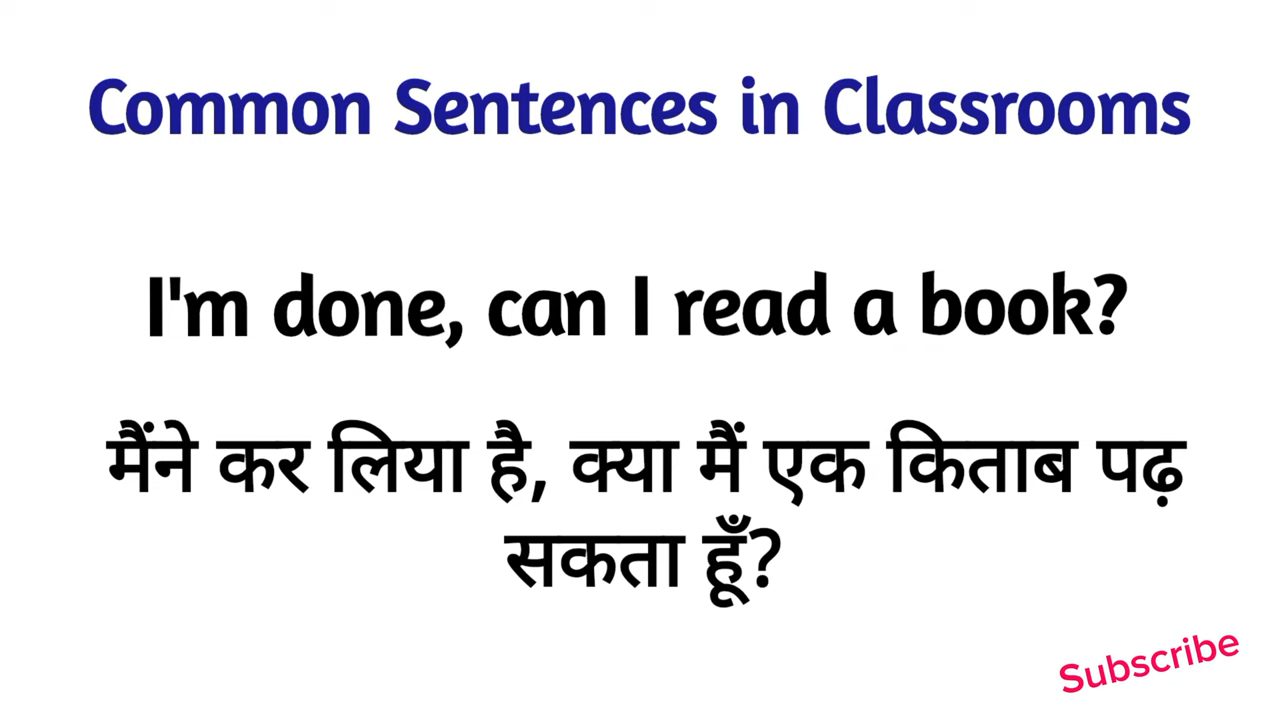 Common Sentences in Classrooms
I'm done, can I read a book?
मैंने कर लिया है, क्या मैं एक किताब पढ़
सकता हूँ?
Subscribe